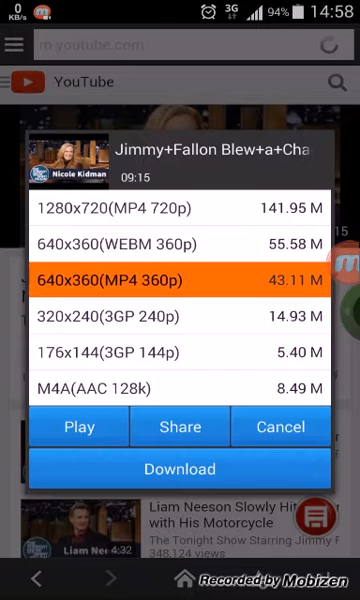 0
KB/s
3G
94%
14:58
m.youtube.com
YouTube
Jimmy+Fallon Blew+a+Cha
Nicole Kidman
09:15
1280x720(MP4 720p) 141.95 M
640x360(WEBM 360p) 55.58 M
640x360(MP4 360p) 43.11 M
320x240(3GP 240p) 14.93 M
176x144(3GP 144p) 5.40 M
M4A(AAC 128k) 8.49 M
Play Share Cancel
Download
Liam Neeson Slowly Hit
with His Motorcycle
The Tonight Show Starring Jimmy F
348,124 views
Liam Nee
4:32
Recorded by Mobizen